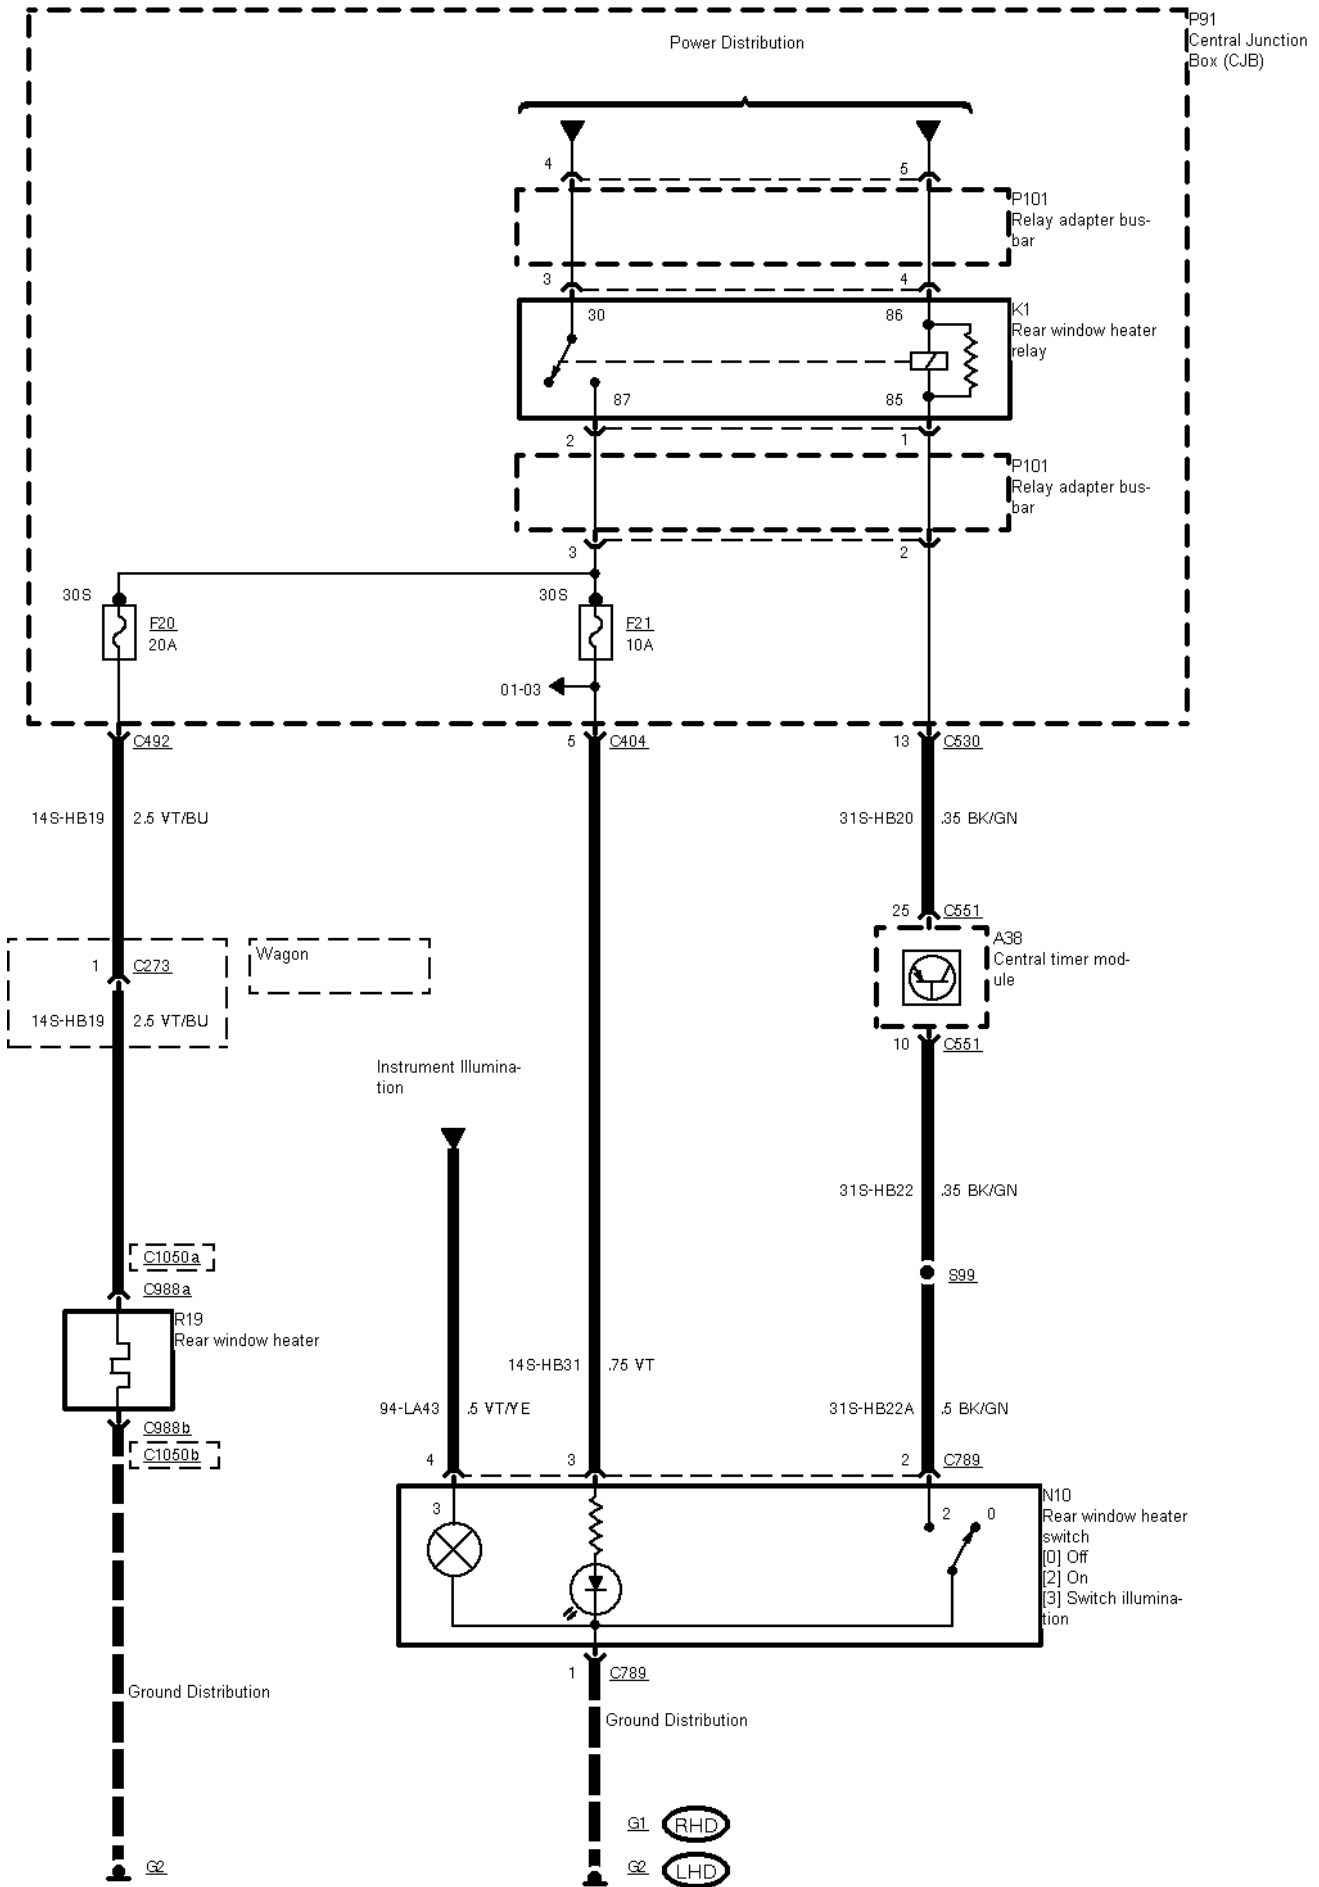 P91
Central Junction
Box (CJB)
Power Distribution
4
5
P101
Relay adapter bus-
bar
3
4
30
86
K1
Rear window heater
relay
87
85
2
1
P101
Relay adapter bus-
bar
3
2
30S
F20
20A
30S
F21
10A
01-03
C492
5
C404
13
C530
14S-HB19
2.5 VT/BU
31S-HB20
.35 BK/GN
25
C551
A38
Central timer mod-
ule
1
C273
Wagon
14S-HB19
2.5 VT/BU
10
C551
Instrument Illumina-
tion
31S-HB22
.35 BK/GN
C1050a
C988a
S99
R19
Rear window heater
14S-HB31
.75 VT
94-LA43
.5 VT/YE
31S-HB22A
.5 BK/GN
C988b
C1050b
4
3
2
C789
3
2
0
N10
Rear window heater
switch
[0] Off
[2] On
[3] Switch illumina-
tion
1
C789
Ground Distribution
Ground Distribution
G1
RHD
G2
G2
LHD